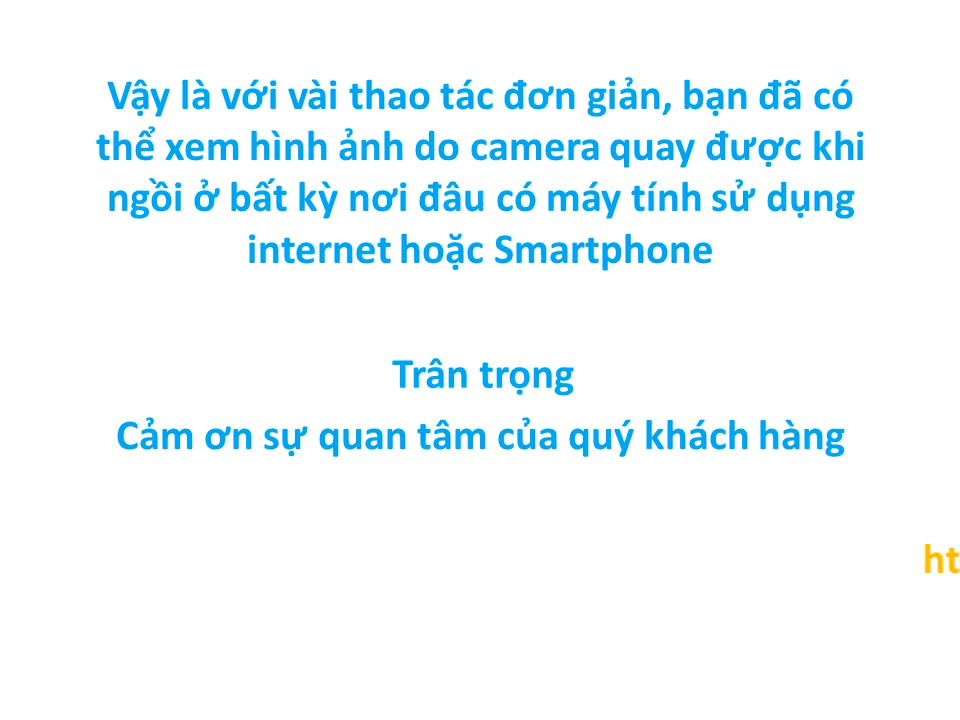 Vậy là với vài thao tác đơn giản, bạn đã có
thể xem hình ảnh do camera quay được khi
ngồi ở bất kỳ nơi đâu có máy tính sử dụng
internet hoặc Smartphone
Trân trọng
Cảm ơn sự quan tâm của quý khách hàng
ht